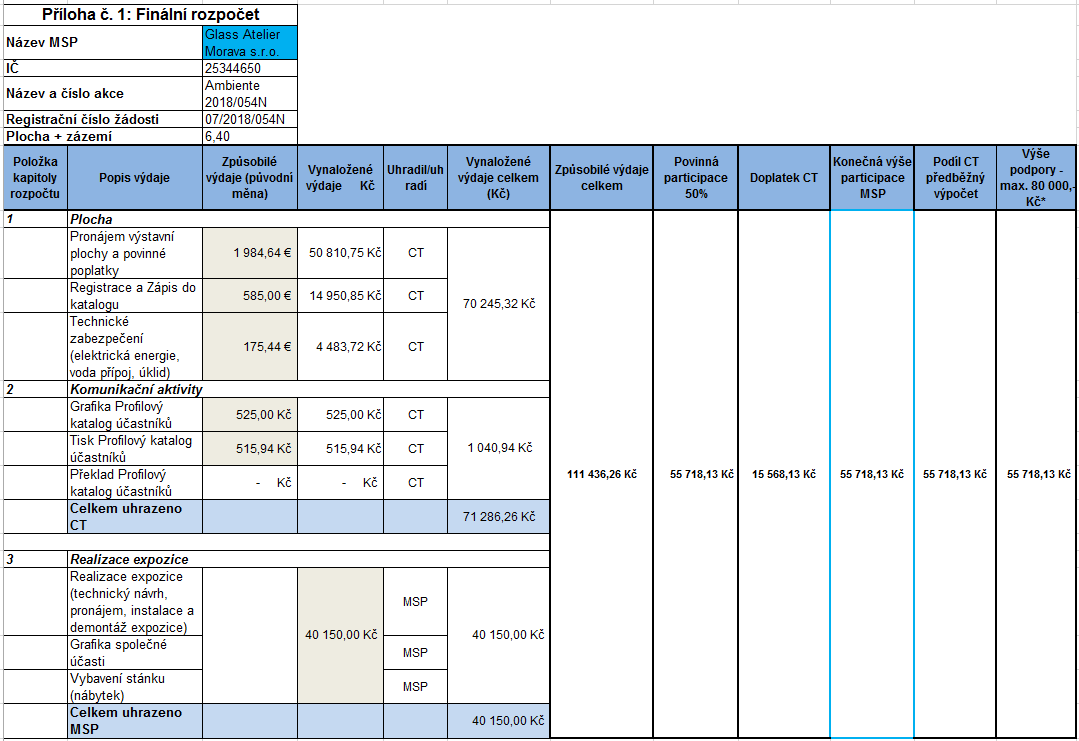 Příloha č. 1: Finální rozpočet
Název MSP
Glass Atelier
Morava s.r.o.
IČ
25344650
Název a číslo akce
Ambiente
2018/054N
Registrační číslo žádosti
07/2018/054N
Plocha + zázemí
6,40
Položka
kapitoly
rozpočtu
Popis výdaje
Způsobilé
výdaje (původní
měna)
Vynaložené
výdaje Kč
Uhradil/uh
radí
Vynaložené
výdaje celkem
(Kč)
Způsobilé výdaje
celkem
Povinná
participace
50%
Doplatek CT
Konečná výše
participace
MSP
Podíl CT
předběžný
výpočet
Výše
podpory -
max. 80 000,-
Kč*
1 Plocha
Pronájem výstavní
plochy a povinné
poplatky
1 984,64 €
50 810,75 Kč
CT
Registrace a Zápis do
katalogu
585,00 €
14 950,85 Kč
CT
70 245,32 Kč
Technické
zabezpečení
(elektrická energie,
voda přípoj, úklid)
175,44 €
4 483,72 Kč
CT
2 Komunikační aktivity
Grafika Profilový
katalog účastníků
525,00 Kč
525,00 Kč
CT
Tisk Profilový katalog
účastníků
515,94 Kč
515,94 Kč
CT
1 040,94 Kč
Překlad Profilový
katalog účastníků
- Kč
- Kč
CT
111 436,26 Kč
55 718,13 Kč
15 568,13 Kč
55 718,13 Kč
55 718,13 Kč
55 718,13 Kč
Celkem uhrazeno
CT
71 286,26 Kč
3 Realizace expozice
Realizace expozice
(technický návrh,
pronájem, instalace a
demontáž expozice)
MSP
40 150,00 Kč
40 150,00 Kč
Grafika společné
účasti
MSP
Vybavení stánku
(nábytek)
MSP
Celkem uhrazeno
MSP
40 150,00 Kč